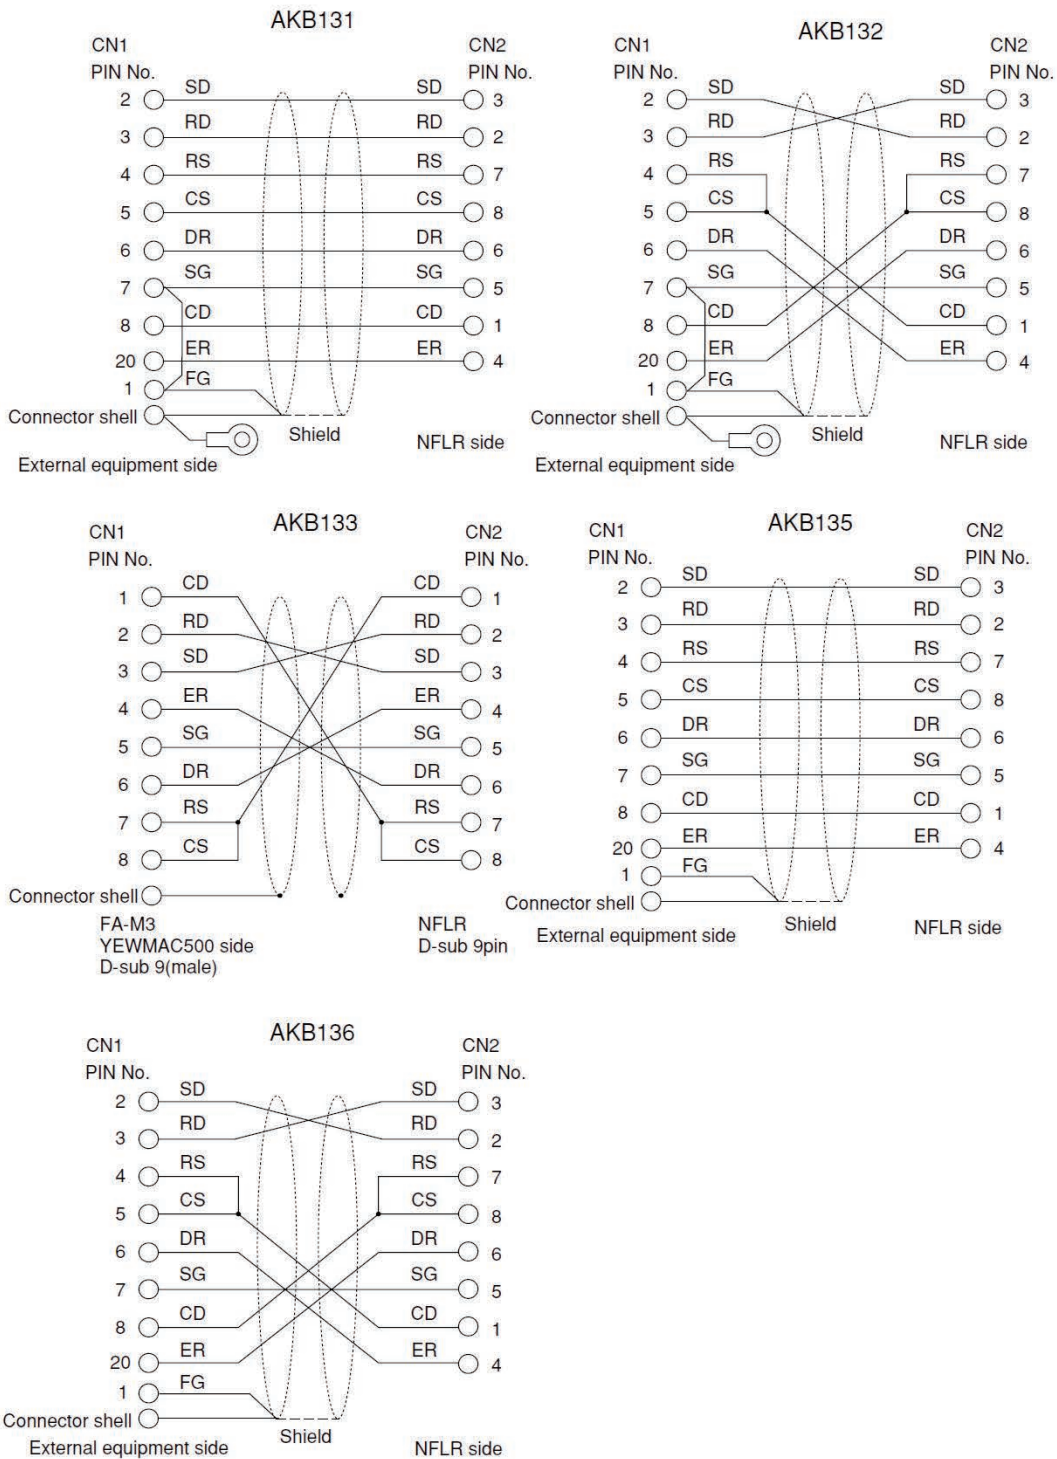 AKB131
CN1 CN2
PIN No. PIN No.
2 SD SD 3
3 RD RD 2
4 RS RS 7
5 CS CS 8
6 DR DR 6
7 SG SG 5
8 CD CD 1
20 ER ER 4
1 FG
Connector shell
Shield
NFLR side
External equipment side
AKB132
CN1 CN2
PIN No. PIN No.
2 SD SD 3
3 RD RD 2
4 RS RS 7
5 CS CS 8
6 DR DR 6
7 SG SG 5
8 CD CD 1
20 ER ER 4
1 FG
Connector shell
Shield
NFLR side
External equipment side
AKB133
CN1 CN2
PIN No. PIN No.
1 CD CD 1
2 RD RD 2
3 SD SD 3
4 ER ER 4
5 SG SG 5
6 DR DR 6
7 RS RS 7
8 CS CS 8
Connector shell
FA-M3
YEWMAC500 side
D-sub 9(male)
NFLR
D-sub 9pin
AKB135
CN1 CN2
PIN No. PIN No.
2 SD SD 3
3 RD RD 2
4 RS RS 7
5 CS CS 8
6 DR DR 6
7 SG SG 5
8 CD CD 1
20 ER ER 4
1 FG
Connector shell
Shield
NFLR side
External equipment side
AKB136
CN1 CN2
PIN No. PIN No.
2 SD SD 3
3 RD RD 2
4 RS RS 7
5 CS CS 8
6 DR DR 6
7 SG SG 5
8 CD CD 1
20 ER ER 4
1 FG
Connector shell
Shield
External equipment side
NFLR side